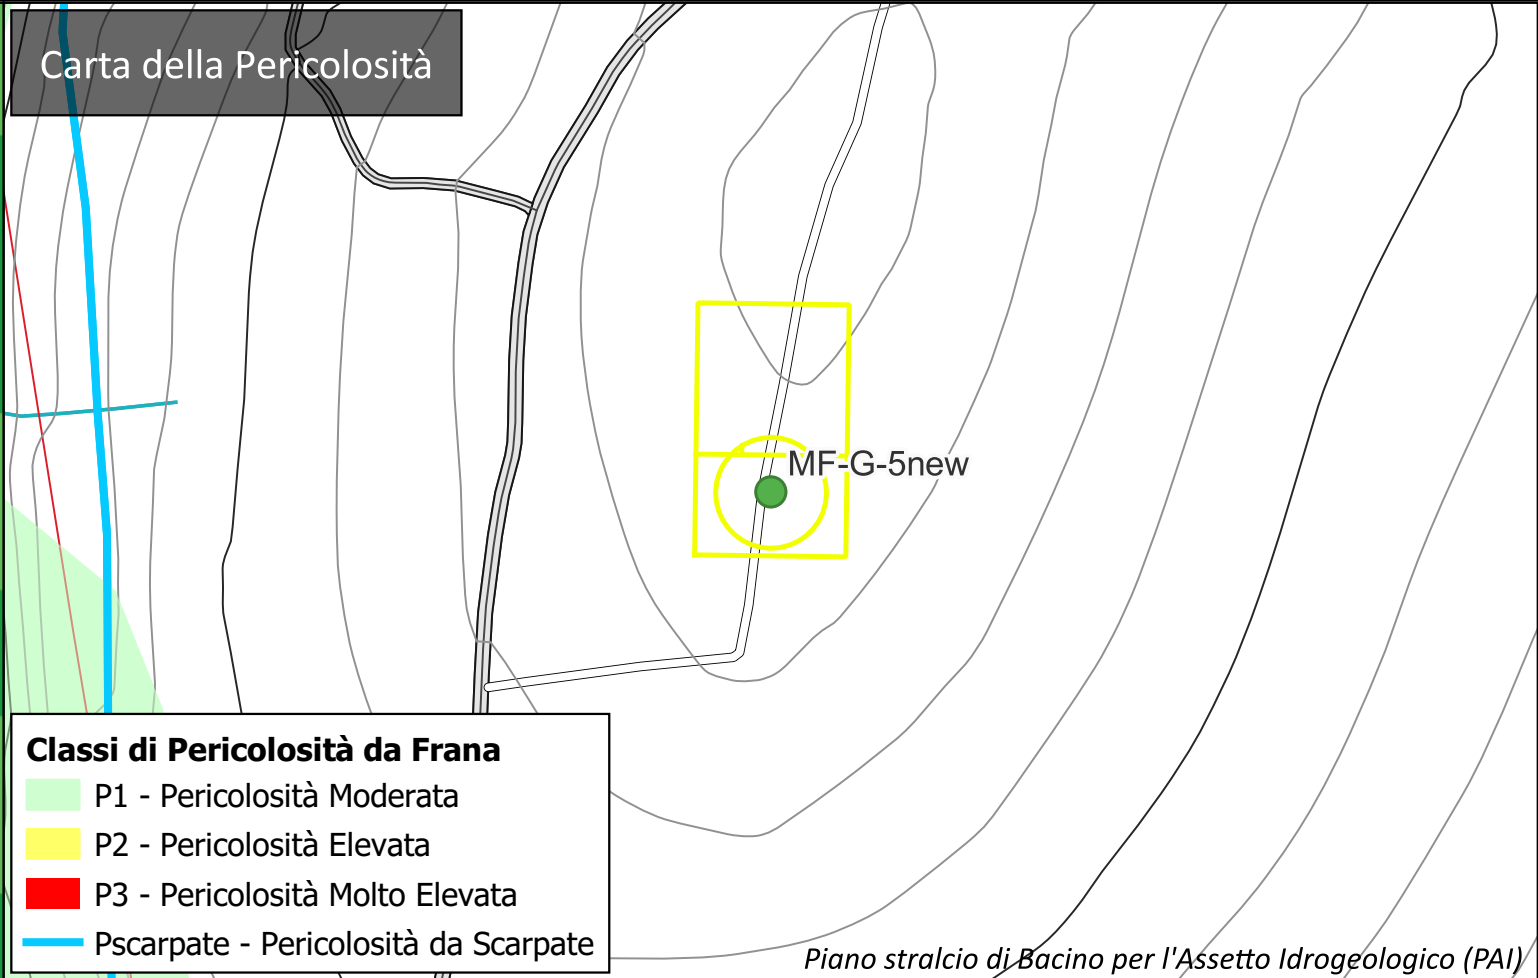 Carta della Pericolosità
MF-G-5new
Classi di Pericolosità da Frana
P1 - Pericolosità Moderata
P2 - Pericolosità Elevata
P3 - Pericolosità Molto Elevata
Pscarpate - Pericolosità da Scarpate
Piano stralcio di Bacino per l'Assetto Idrogeologico (PAI)